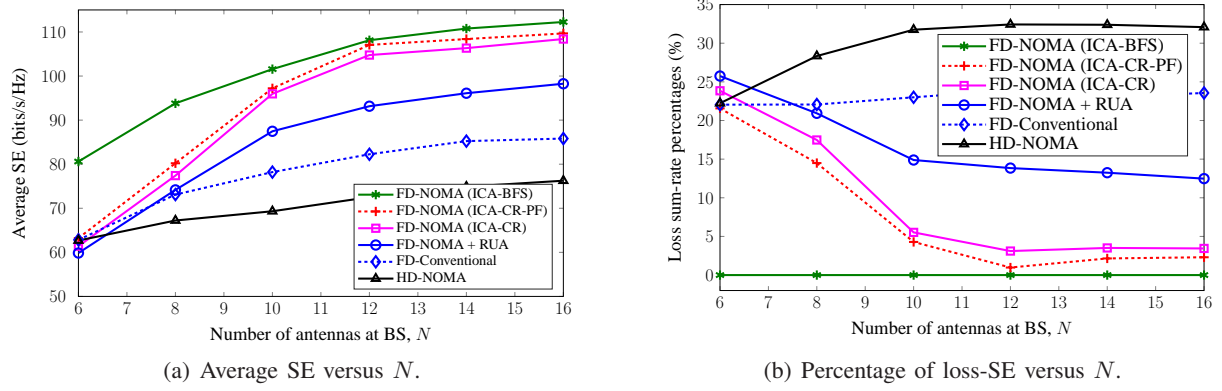 110
100
90
80
70
60
50
Average SE (bits/s/Hz)
FD-NOMA (ICA-BFS)
FD-NOMA (ICA-CR-PF)
FD-NOMA (ICA-CR)
FD-NOMA + RUA
FD-Conventional
HD-NOMA
6 7 8 9 10 11 12 13 14 15 16
Number of antennas at BS, N
(a) Average SE versus N.
35
30
25
20
15
10
5
0
Loss sum-rate percentages (%)
FD-NOMA (ICA-BFS)
FD-NOMA (ICA-CR-PF)
FD-NOMA (ICA-CR)
FD-NOMA + RUA
FD-Conventional
HD-NOMA
6 7 8 9 10 11 12 13 14 15 16
Number of antennas at BS, N
(b) Percentage of loss-SE versus N.